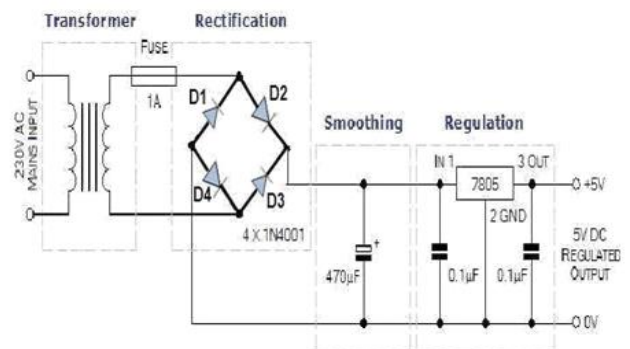 Transformer
Rectification
FUSE
1A
D1
D2
D4
D3
4 X 1N4001
230V AC
MAINS INPUT
Smoothing
Regulation
IN 1
3 OUT
7805
+5V
2 GND
+
470µF
0.1µF
0.1µF
5V DC
REGULATED
OUTPUT
0V